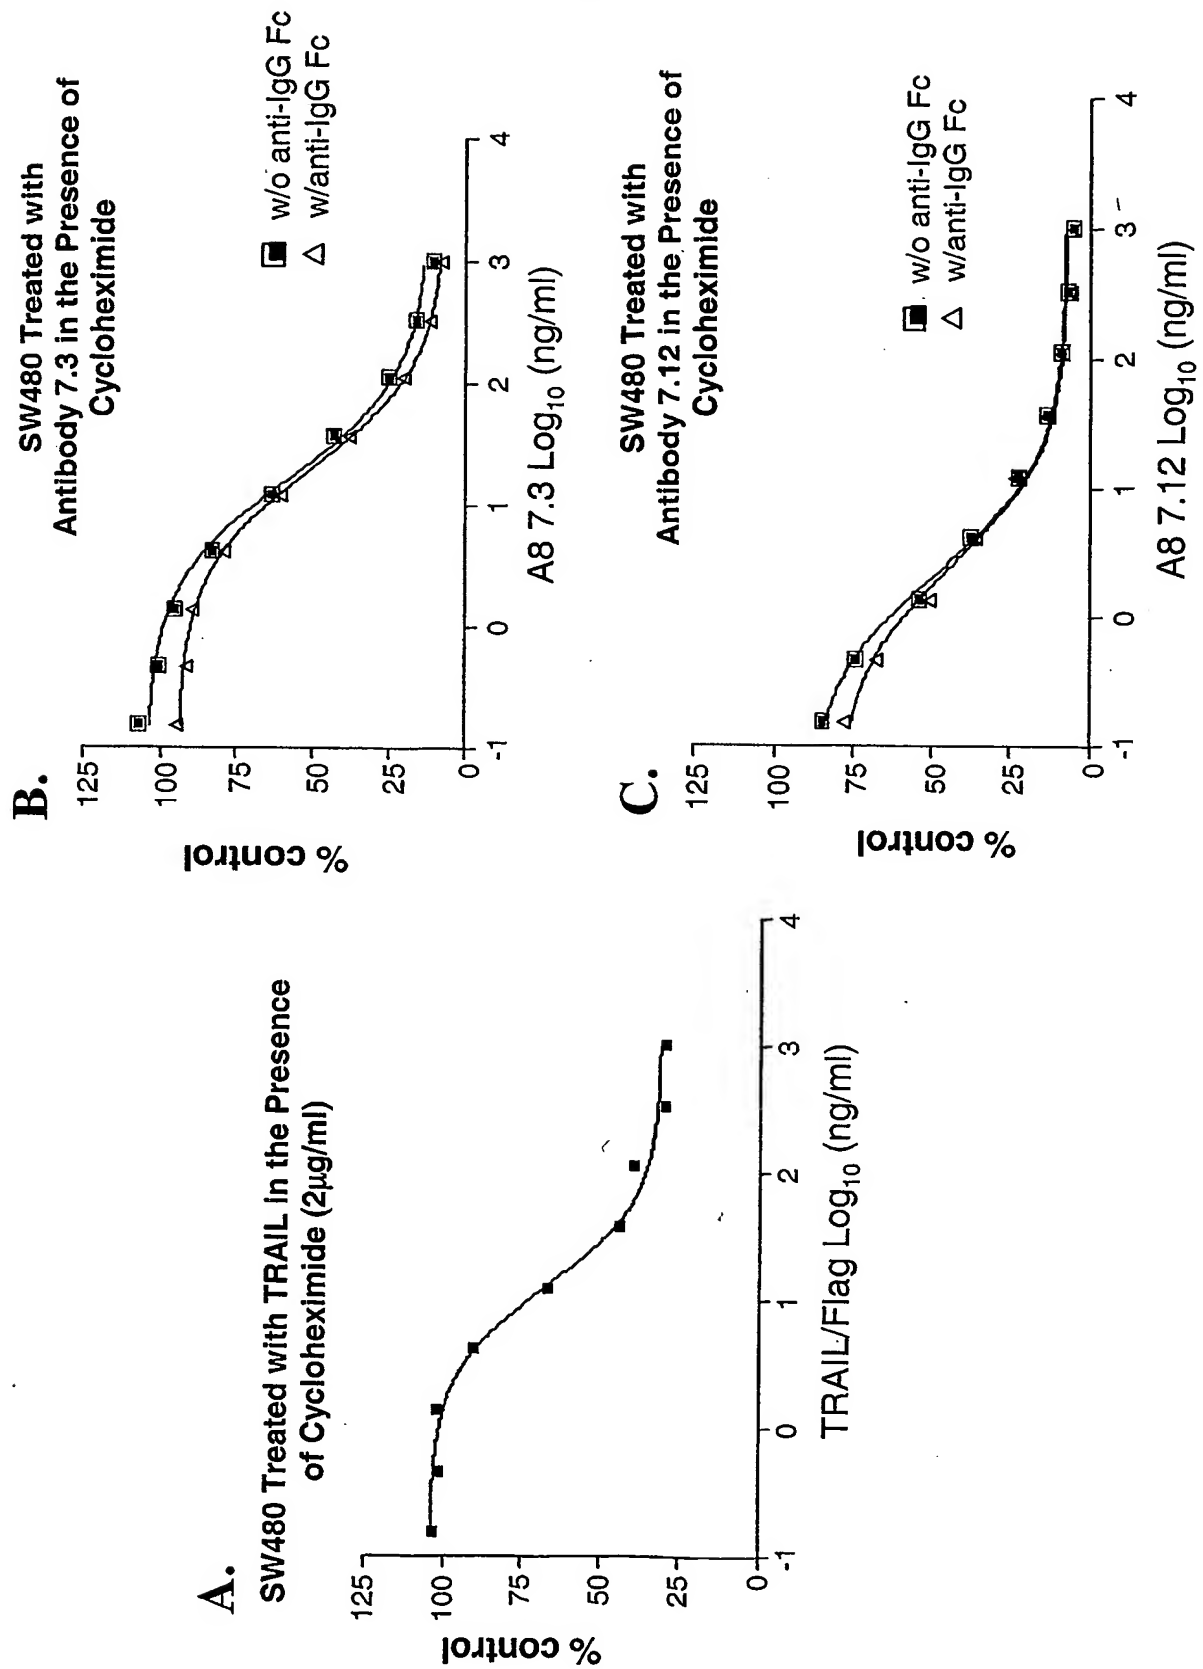 A.
SW480 Treated with TRAIL in the Presence
of Cycloheximide (2μg/ml)
% control
125
100
75
50
25
0
-1
0
1
2
3
4
TRAIL/Flag Log10 (ng/ml)
B.
SW480 Treated with
Antibody 7.3 in the Presence of
Cycloheximide
w/o anti-IgG Fc
w/anti-IgG Fc
% control
125
100
75
50
25
0
-1
0
1
2
3
4
A8 7.3 Log10 (ng/ml)
C.
SW480 Treated with
Antibody 7.12 in the Presence of
Cycloheximide
w/o anti-IgG Fc
w/anti-IgG Fc
% control
125
100
75
50
25
0
-1
0
1
2
3
4
A8 7.12 Log10 (ng/ml)